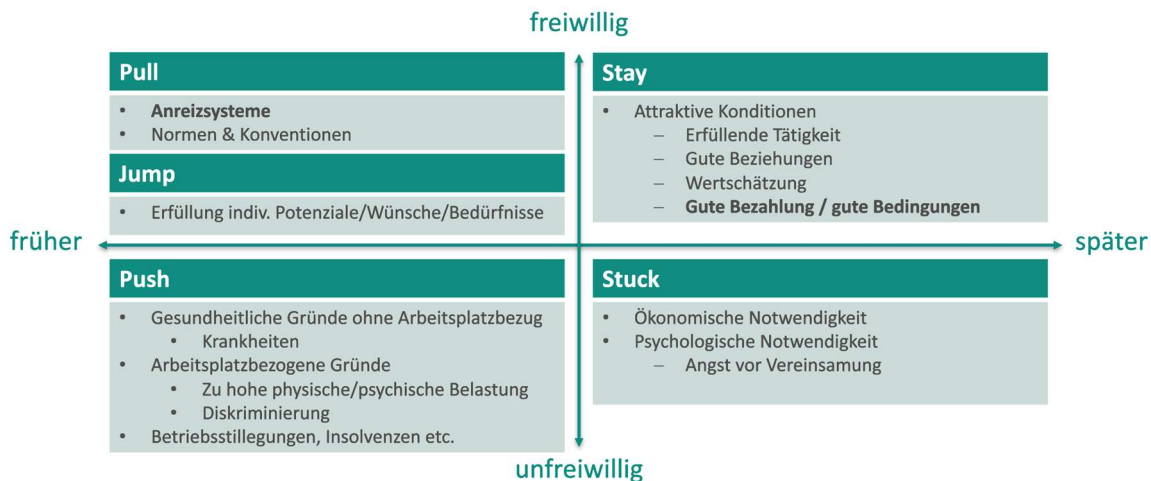 freiwillig
Pull
• Anreizsysteme
• Normen & Konventionen
Jump
• Erfüllung indiv. Potenziale/Wünsche/Bedürfnisse
Stay
• Attraktive Konditionen
– Erfüllende Tätigkeit
– Gute Beziehungen
– Wertschätzung
– Gute Bezahlung / gute Bedingungen
früher
später
Push
• Gesundheitliche Gründe ohne Arbeitsplatzbezug
• Krankheiten
• Arbeitsplatzbezogene Gründe
• Zu hohe physische/psychische Belastung
• Diskriminierung
• Betriebsstillegungen, Insolvenzen etc.
Stuck
• Ökonomische Notwendigkeit
• Psychologische Notwendigkeit
– Angst vor Vereinsamung
unfreiwillig